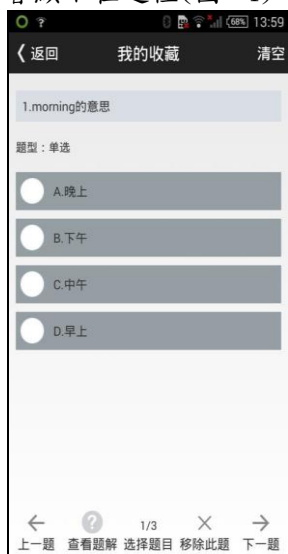 ? 68% 13:59
返回 我的收藏 清空
1.morning的意思
题型：单选
A.晚上
B.下午
C.中午
D.早上
? 1/3
上一题 查看题解 选择题目 移除此题 下一题